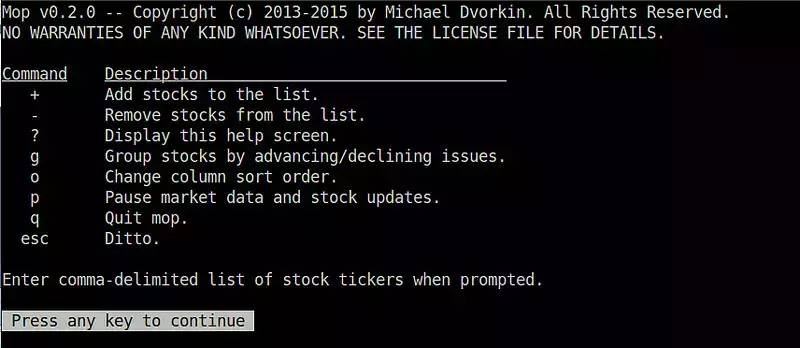 Mop v0.2.0 -- Copyright (c) 2013-2015 by Michael Dvorkin. All Rights Reserved.
NO WARRANTIES OF ANY KIND WHATSOEVER. SEE THE LICENSE FILE FOR DETAILS.
Command Description
+ Add stocks to the list.
- Remove stocks from the list.
? Display this help screen.
g Group stocks by advancing/declining issues.
o Change column sort order.
p Pause market data and stock updates.
q Quit mop.
esc Ditto.
Enter comma-delimited list of stock tickers when prompted.
Press any key to continue